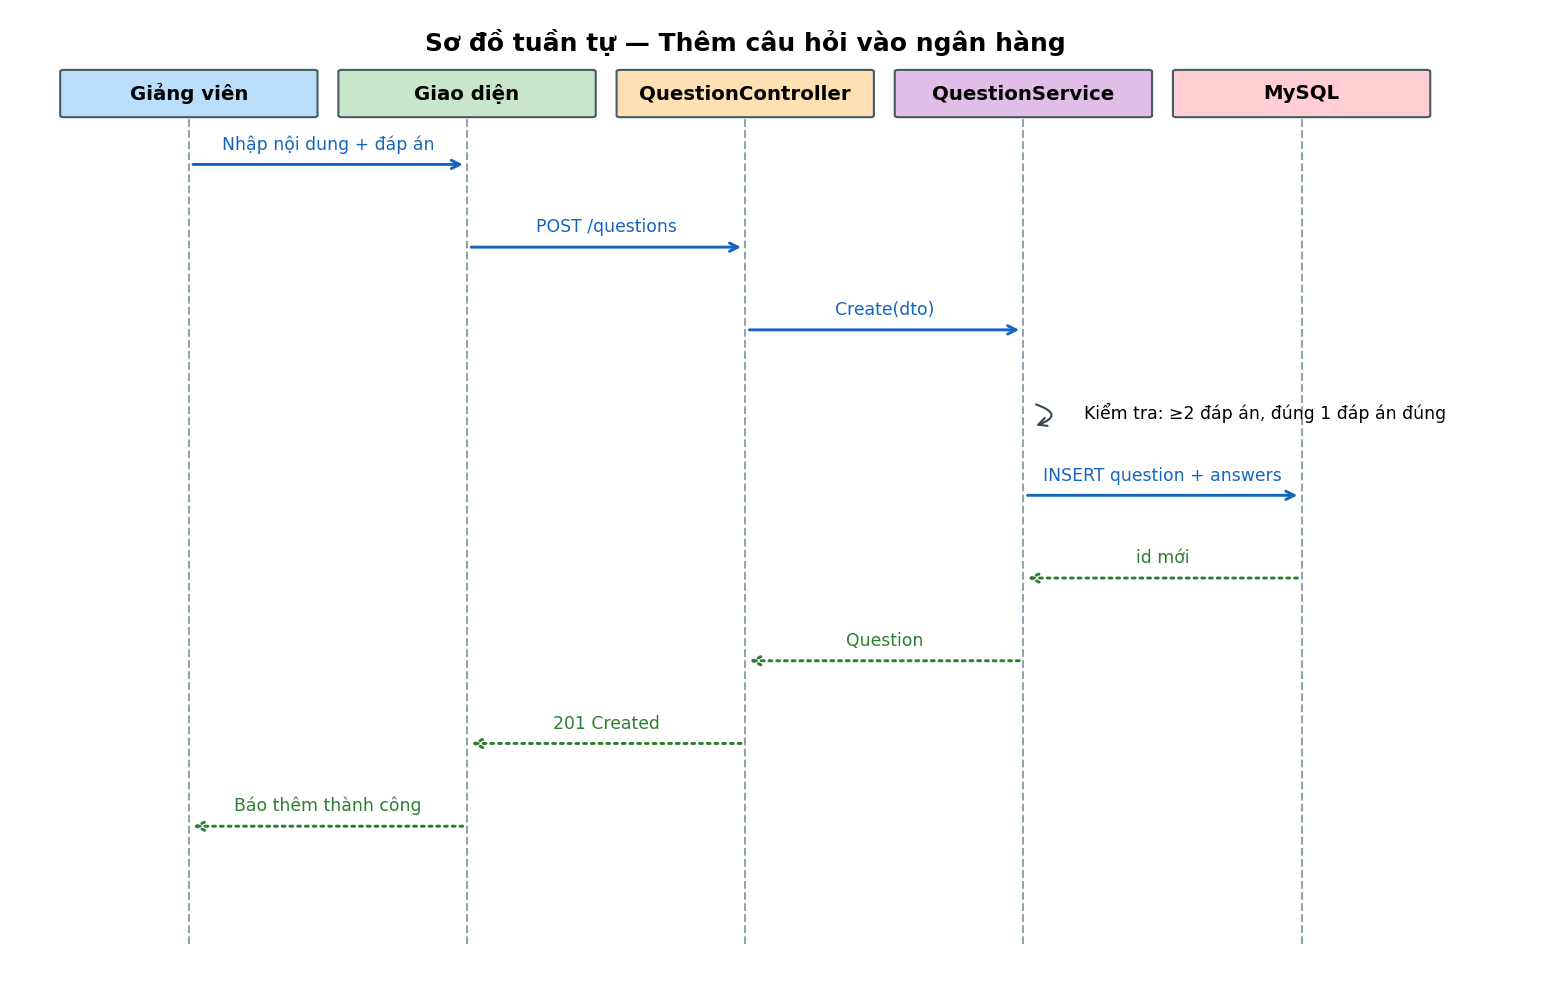 Sơ đồ tuần tự — Thêm câu hỏi vào ngân hàng
Giảng viên
Giao diện
QuestionController
QuestionService
MySQL
Nhập nội dung + đáp án
POST /questions
Create(dto)
Kiểm tra: ≥2 đáp án, đúng 1 đáp án đúng
INSERT question + answers
id mới
Question
201 Created
Báo thêm thành công